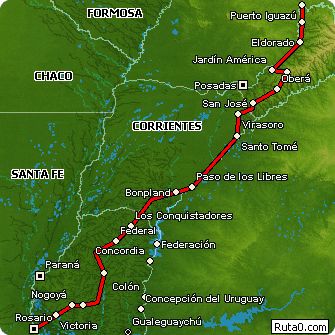 FORMOSA
Puerto Iguazú
Eldorado
Jardín América
CHACO
Posadas
Oberá
San José
CORRIENTES
Virasoro
Santo Tomé
SANTA FE
Paso de los Libres
Bonpland
Los Conquistadores
Federal
Concordia
Federación
Paraná
Nogoyá
Colón
Concepción del Uruguay
Rosario
Victoria
Gualeguaychú
Ruta0.com